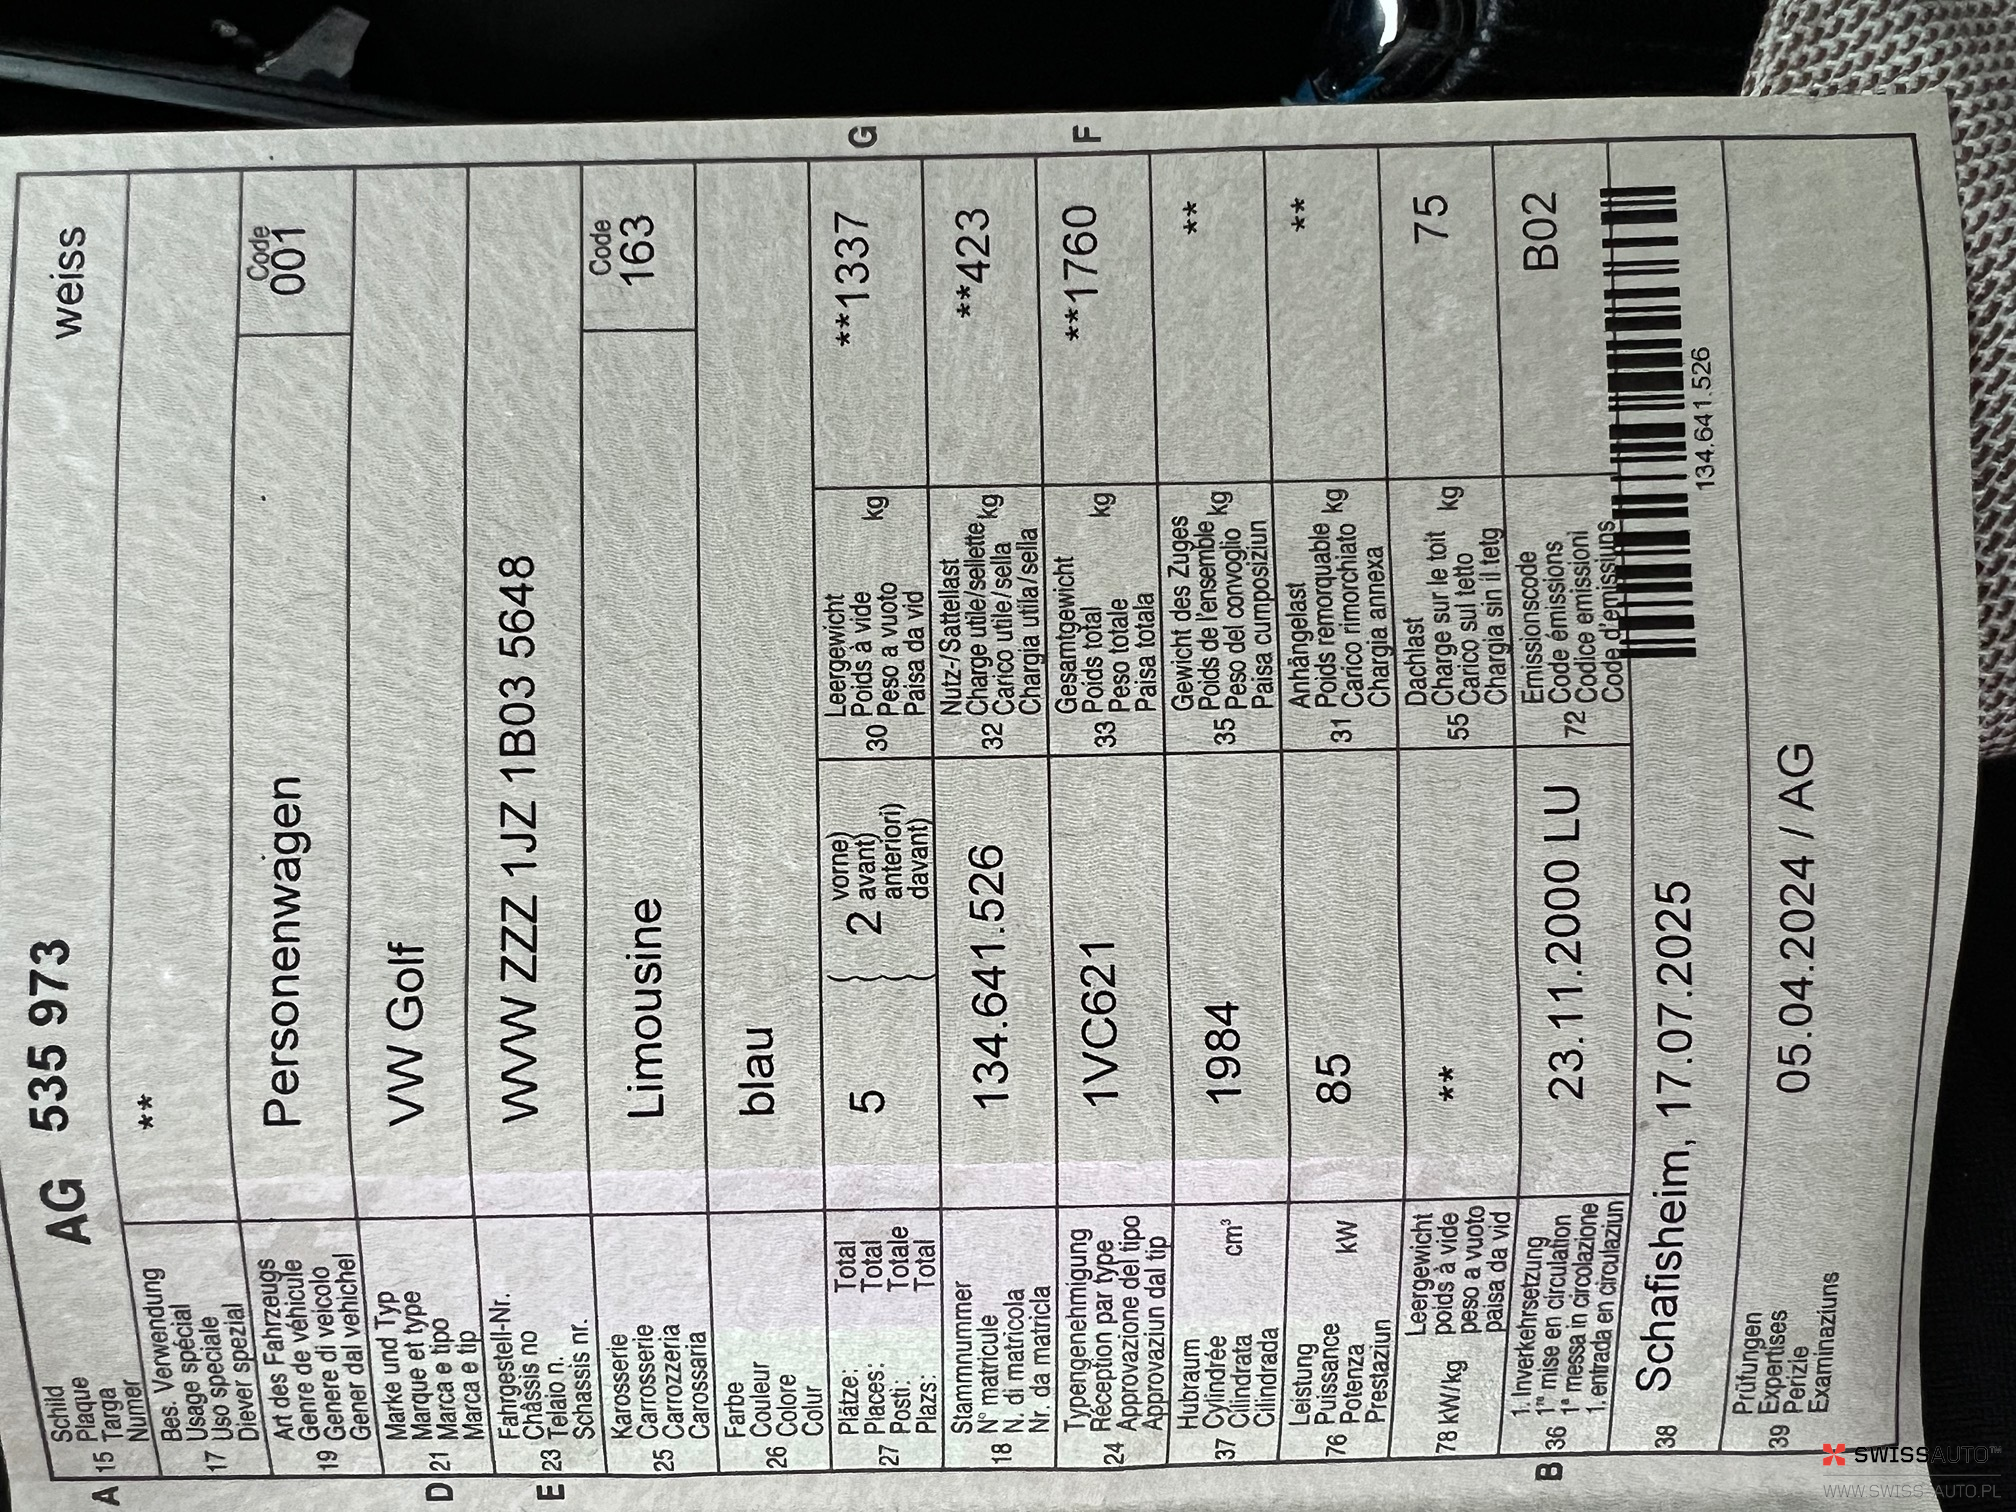 Schild
Plaque
A 15 Targa
Numer
AG 535 973 weiss
Bes. Verwendung
Usage spécial
17 Uso speciale
Diever spezial
**
Art des Fahrzeugs
Genre de véhicule
19 Genere di veicolo
Gener dal vehichel
Personenwagen
Code
001
Marke und Typ
Marque et type
D 21 Marca e tipo
Marca e tip
VW Golf
Fahrgestell-Nr.
Châssis no
E 23 Telaio n.
Schassis nr.
WVW ZZZ 1JZ 1B03 5648
Karosserie
Carrosserie
25 Carrozzeria
Carossaria
Limousine
Code
163
Farbe
Couleur
26 Colore
Colur
blau
Plätze: Total
Places: Total
27 Posti: Totale
Plazs: Total
5 2
vorne)
avant)
anteriori)
davant)
Leergewicht
Poids à vide
30 Peso a vuoto kg
Paisa da vid
**1337
G
Stammnummer
N° matricule
18 N. di matricola
Nr. da matricla
134.641.526
Nutz-/Sattellast
Charge utile/sellette
32 Carico utile/sella kg
Chargia utila/sella
**423
Typengenehmigung
Réception par type
24 Approvazione del tipo
Approvaziun dal tip
1VC621
Gesamtgewicht
Poids total
33 Peso totale kg
Paisa totala
**1760
F
Hubraum
Cylindrée
37 Cilindrata cm³
Cilindrada
1984
Gewicht des Zuges
Poids de l'ensemble
35 Peso del convoglio kg
Paisa cumposiziun
**
Leistung
Puissance
76 Potenza kW
Prestaziun
85
Anhängelast
Poids remorquable
31 Carico rimorchiato kg
Chargia annexa
**
Leergewicht
poids à vide
78 kW/kg peso a vuoto
paisa da vid
**
Dachlast
Charge sur le toit
55 Carico sul tetto kg
Chargia sin il tetg
75
1. Inverkehrsetzung
1re mise en circulation
B 36 1a messa in circolazione
1. entrada en circulaziun
23.11.2000 LU
Emissionscode
Code émissions
72 Codice emissioni
Code d'emissiuns
B02
38 Schafisheim, 17.07.2025
134.641.526
Prüfungen
Expertises
39 Perizie
Examinaziuns
05.04.2024 / AG
SWISSAUTO™
WWW.SWISS-AUTO.PL